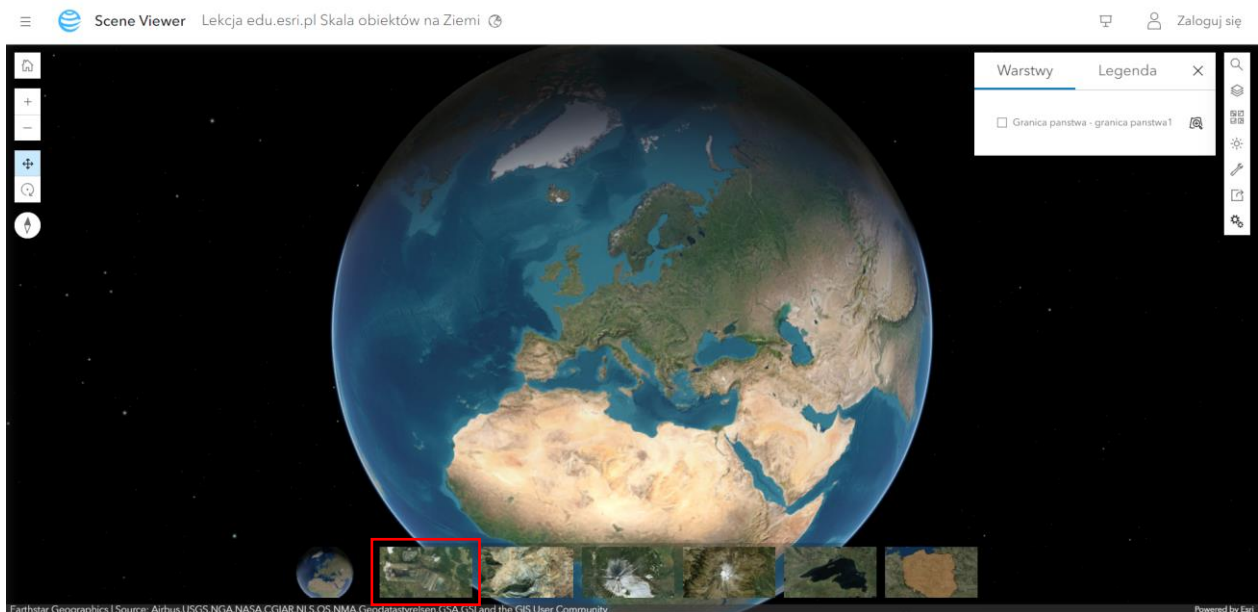 Scene Viewer Lekcja edu.esri.pl Skala obiektów na Ziemi
Zaloguj się
Warstwy Legenda
Granica panstwa - granica panstwa1
Earthstar Geographics | Source: Airbus,USGS,NGA,NASA,CGIAR,NLS,OS,NMA,Geodatastyrelsen,GSA,GSI and the GIS User Community
Powered by Esri